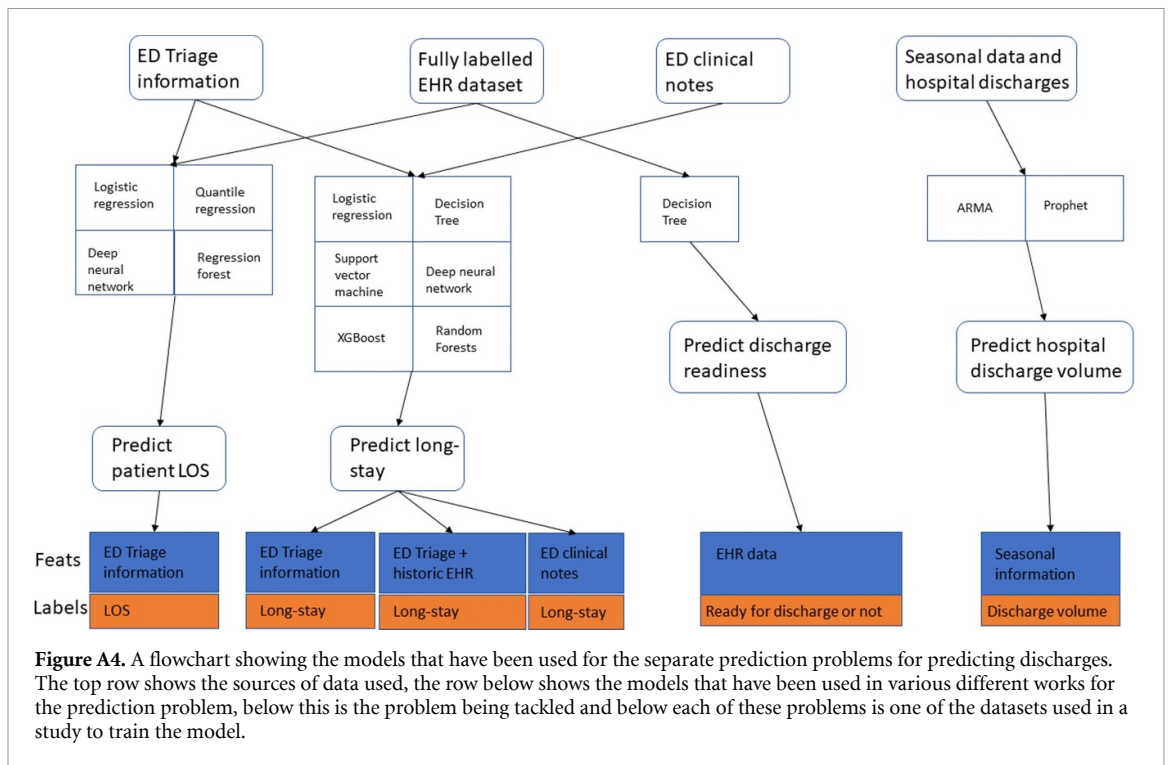 ED Triage
information
Fully labelled
EHR dataset
ED clinical
notes
Seasonal data and
hospital discharges
Logistic
regression
Quantile
regression
Deep
neural
network
Regression
forest
Logistic
regression
Decision
Tree
Support
vector
machine
Deep neural
network
XGBoost
Random
Forests
Decision
Tree
ARMA
Prophet
Predict discharge
readiness
Predict hospital
discharge volume
Predict
patient LOS
Predict long-
stay
Feats
ED Triage
information
ED Triage
information
ED Triage +
historic EHR
ED clinical
notes
EHR data
Seasonal
information
Labels
LOS
Long-stay
Long-stay
Long-stay
Ready for discharge or not
Discharge volume
Figure A4. A flowchart showing the models that have been used for the separate prediction problems for predicting discharges.
The top row shows the sources of data used, the row below shows the models that have been used in various different works for
the prediction problem, below this is the problem being tackled and below each of these problems is one of the datasets used in a
study to train the model.